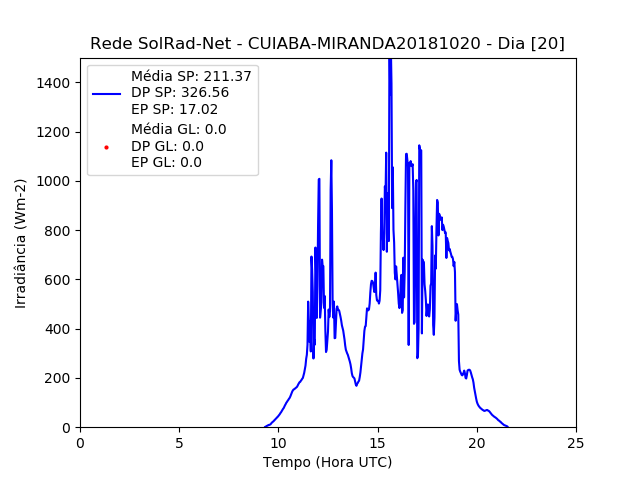 Rede SolRad-Net - CUIABA-MIRANDA20181020 - Dia [20]
Média SP: 211.37
DP SP: 326.56
EP SP: 17.02
Média GL: 0.0
DP GL: 0.0
EP GL: 0.0
1400
1200
1000
800
600
400
200
0
Irradiância (Wm-2)
0 5 10 15 20 25
Tempo (Hora UTC)